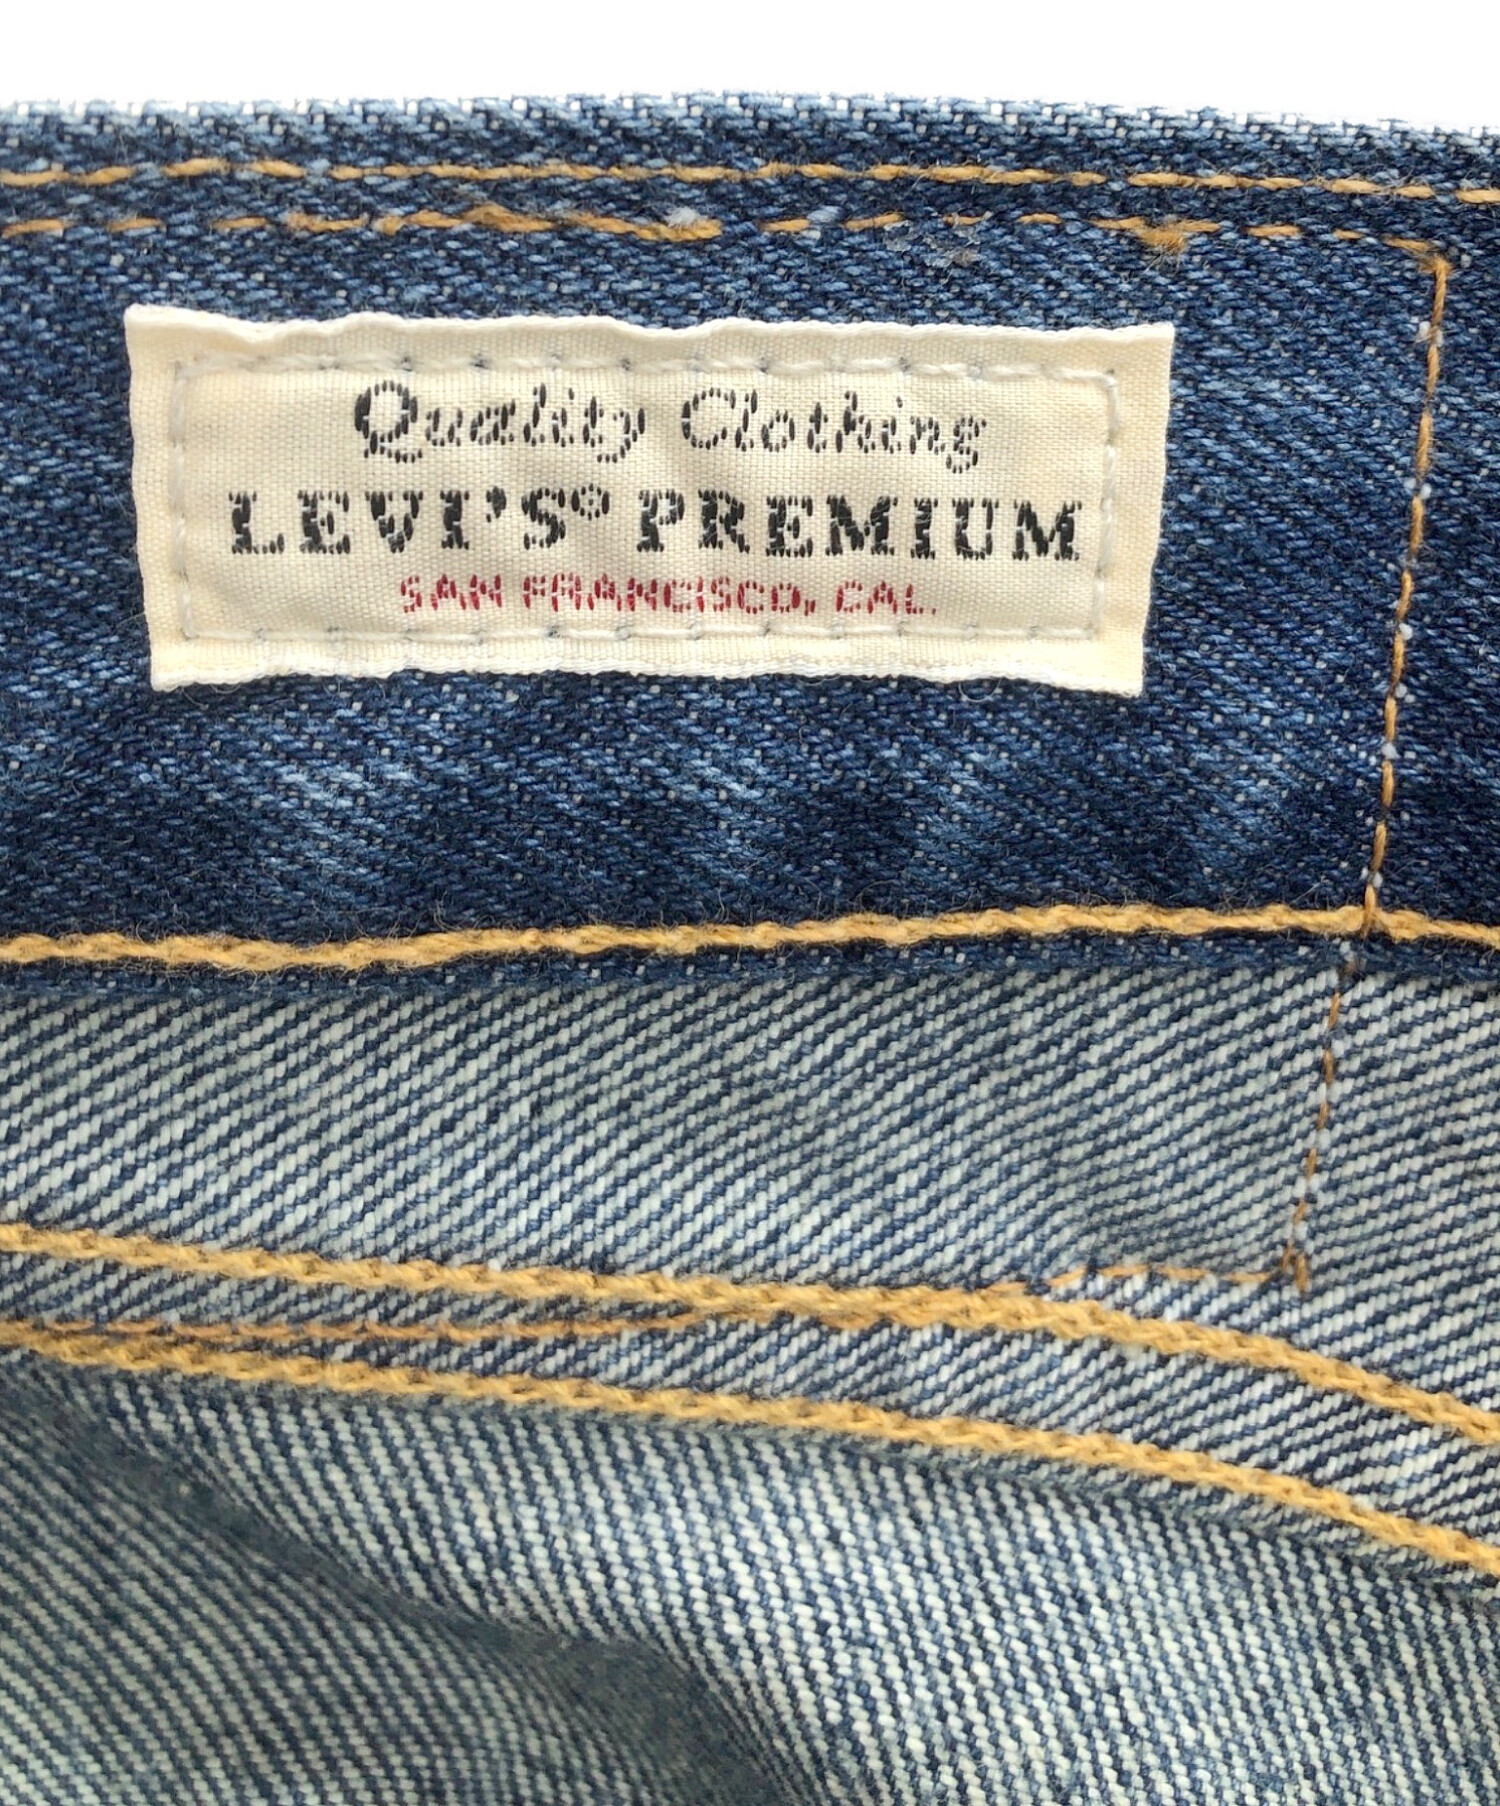 Quality Clothing
LEVI'S® PREMIUM
SAN FRANCISCO, CAL.